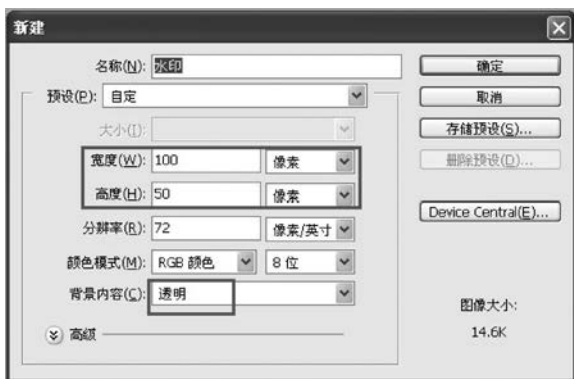 新建
名称(N): 水印
确定
预设(P): 自定
取消
大小(I):
存储预设(S)...
宽度(W): 100 像素
删除预设(D)...
高度(H): 50 像素
Device Central(E)...
分辨率(R): 72 像素/英寸
颜色模式(M): RGB 颜色 8 位
背景内容(C): 透明
图像大小:
高级
14.6K